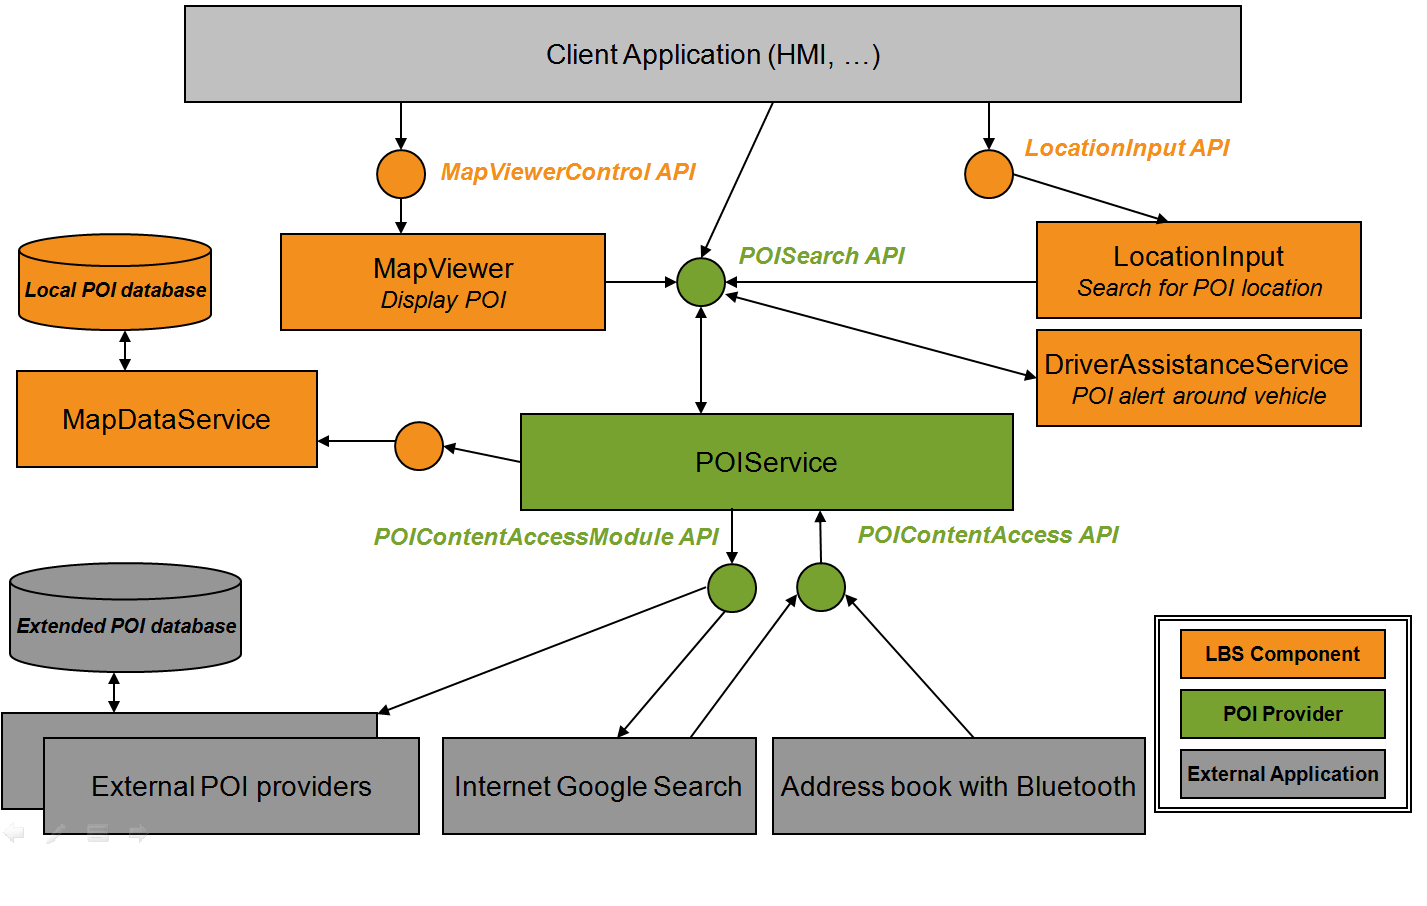 Client Application (HMI, …)
LocationInput API
MapViewerControl API
POISearch API
MapViewer
Display POI
LocationInput
Search for POI location
Local POI database
DriverAssistanceService
POI alert around vehicle
MapDataService
POIService
POIContentAccessModule API
POIContentAccess API
Extended POI database
External POI providers
Internet Google Search
Address book with Bluetooth
LBS Component
POI Provider
External Application